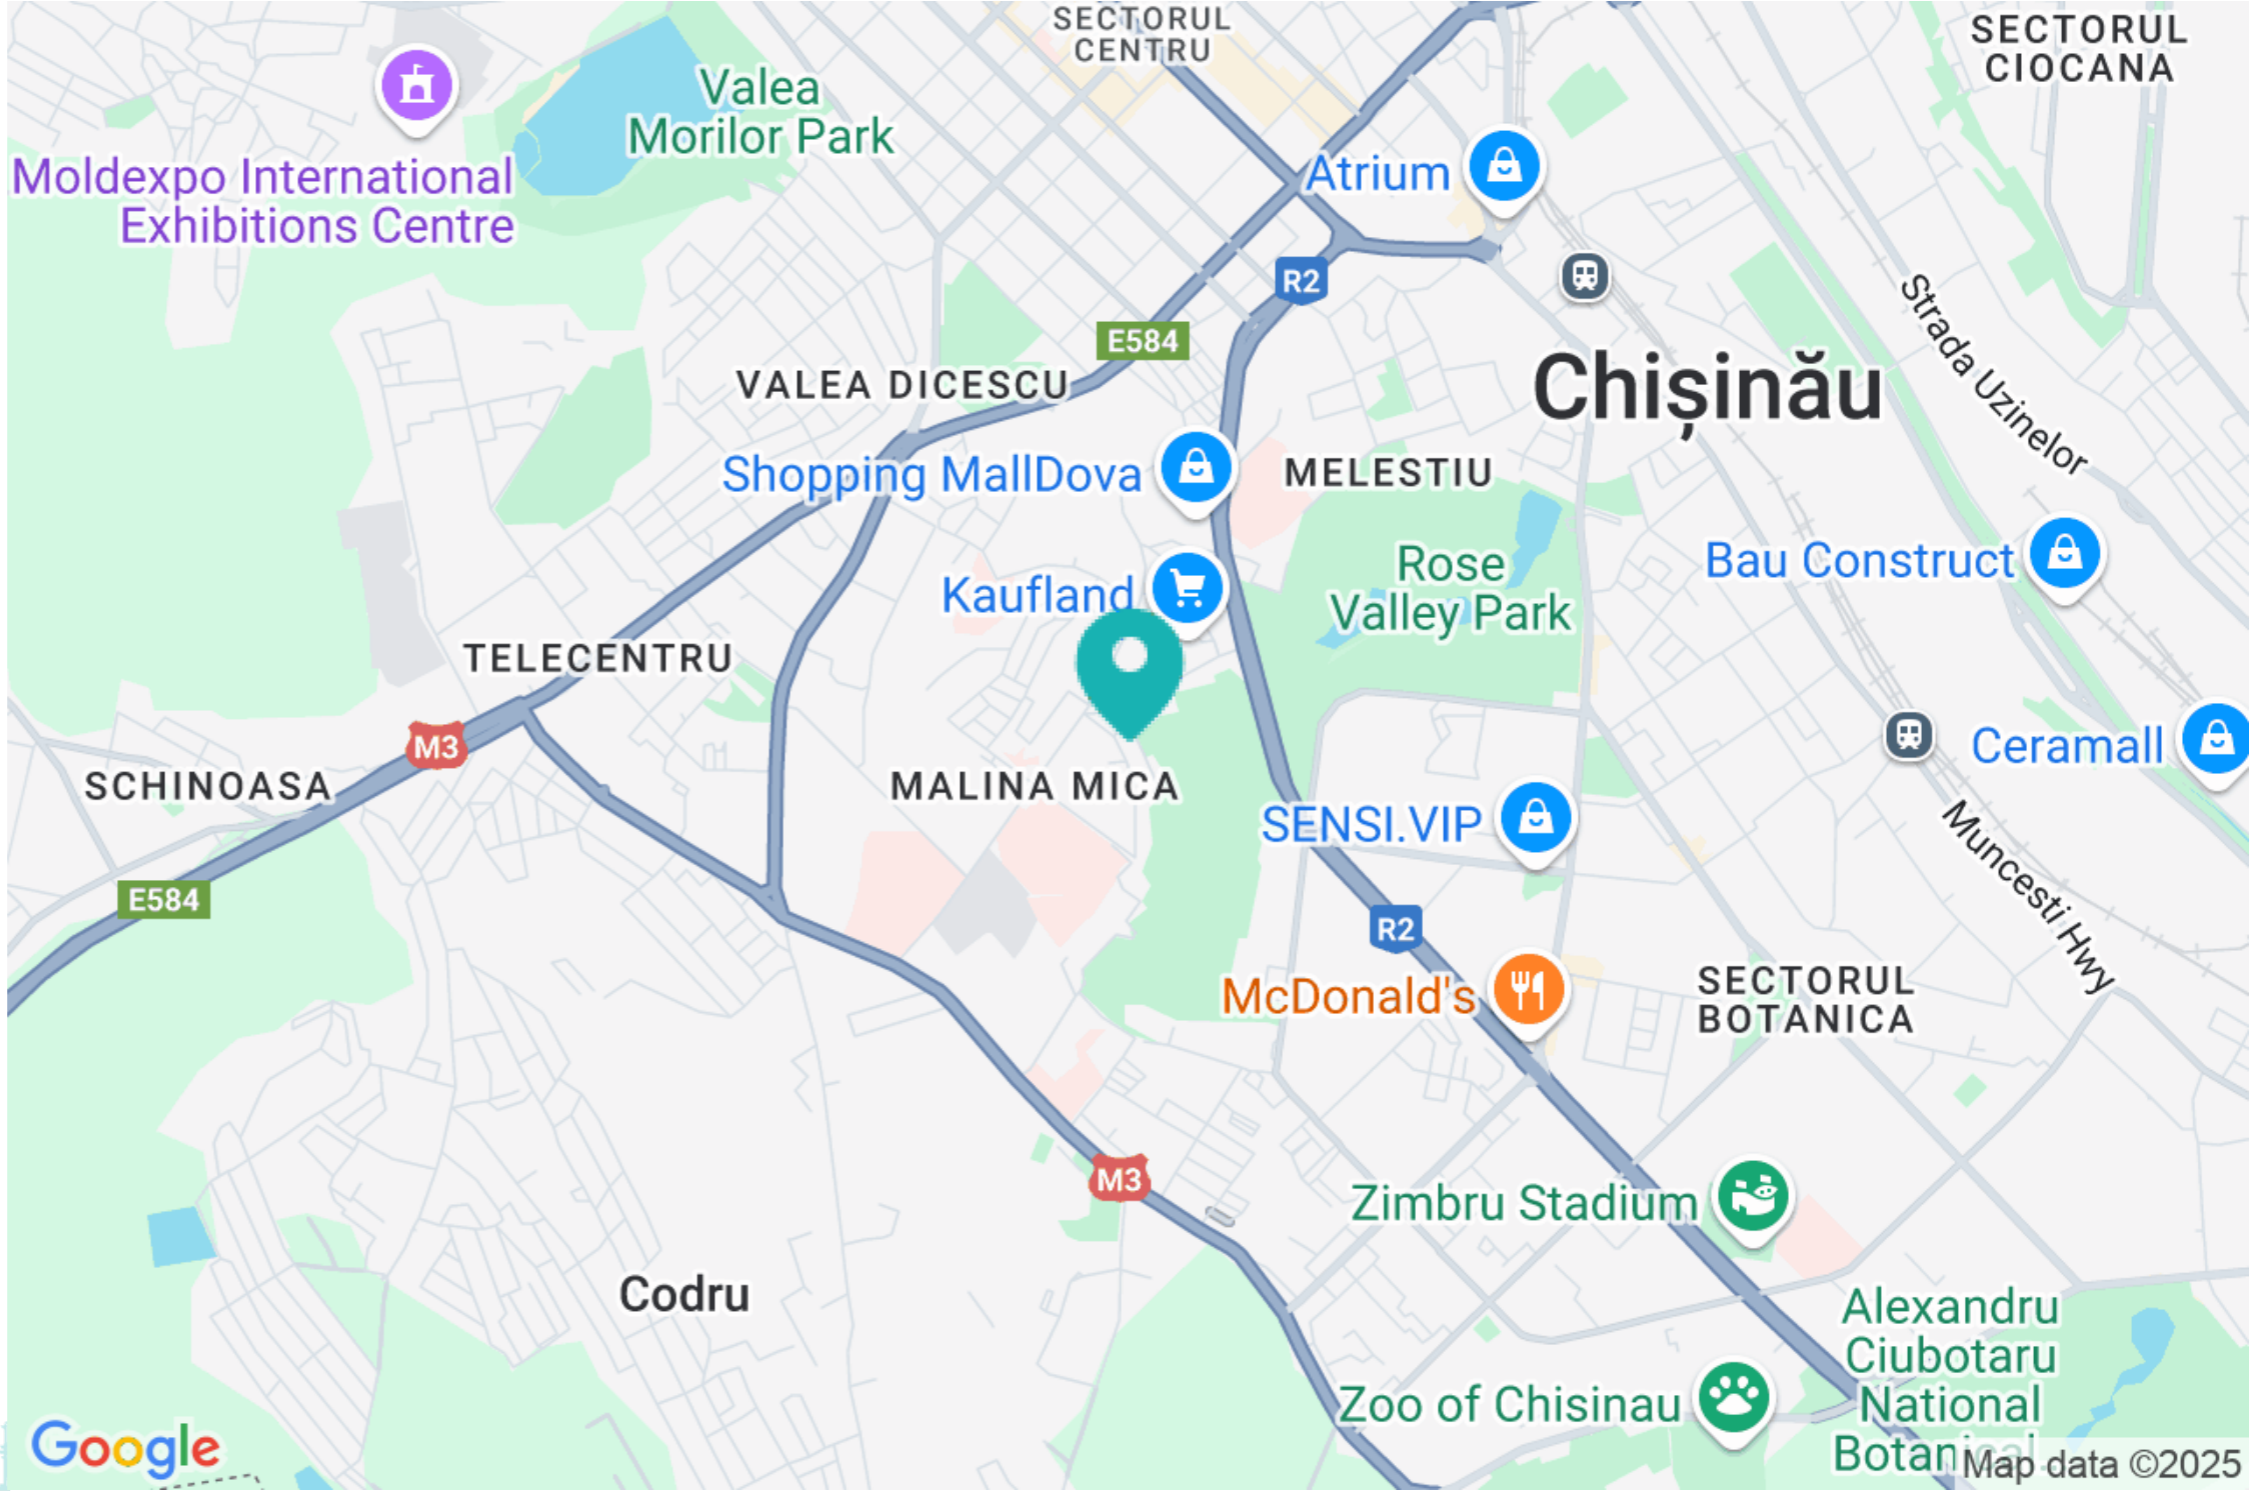 SECTORUL
CENTRU
SECTORUL
CIOCANA
Valea
Morilor Park
Moldexpo International
Exhibitions Centre
Atrium
R2
E584
Strada Uzinelor
Chișinău
VALEA DICESCU
Shopping MallDova
MELESTIU
Rose
Valley Park
Bau Construct
Kaufland
TELECENTRU
M3
Ceramall
SCHINOASA
MALINA MICA
SENSI.VIP
Muncesti Hwy
E584
R2
McDonald's
SECTORUL
BOTANICA
M3
Zimbru Stadium
Codru
Alexandru
Ciubotaru
National
Botanical
Zoo of Chisinau
Google
Map data ©2025